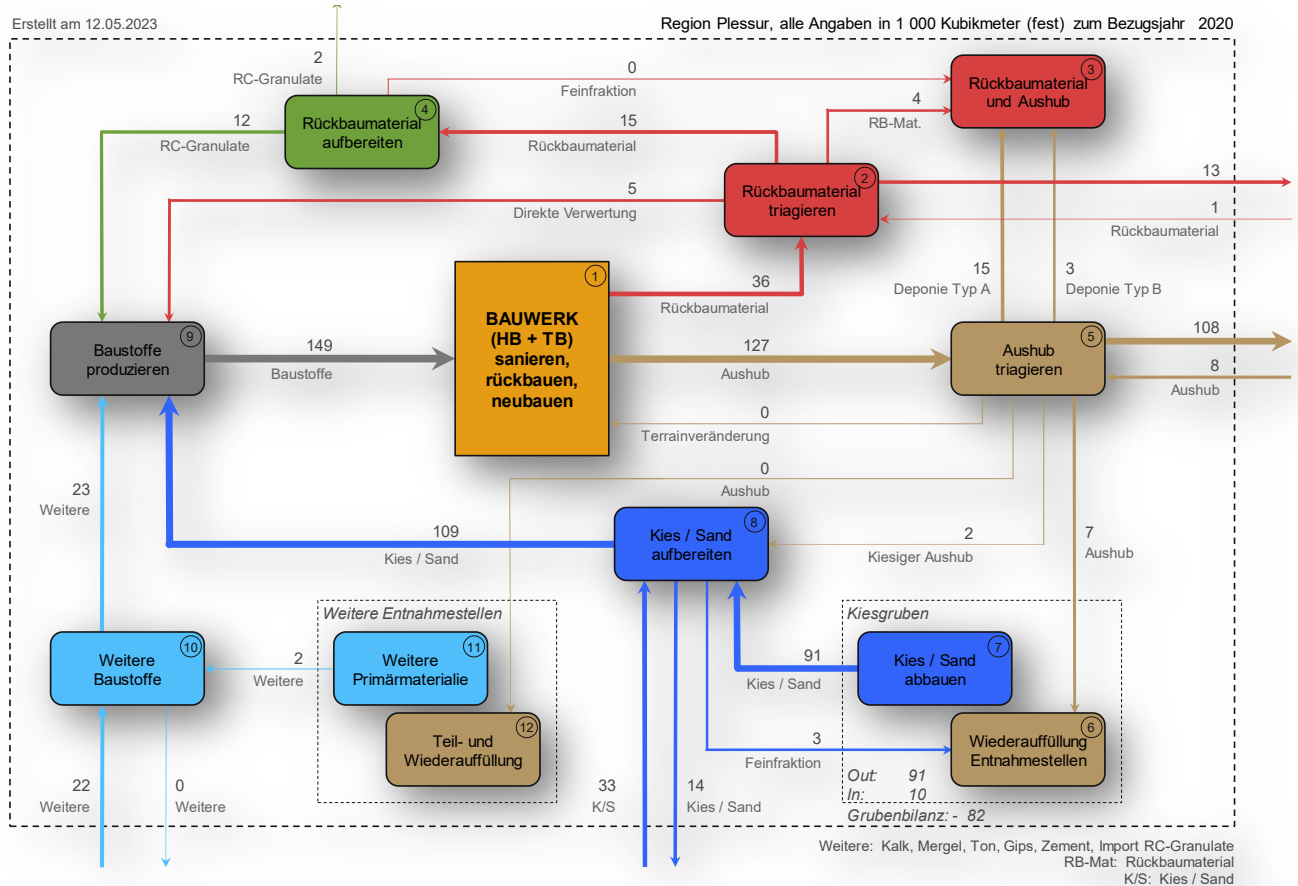 Erstellt am 12.05.2023
Region Plessur, alle Angaben in 1 000 Kubikmeter (fest) zum Bezugsjahr 2020
2
RC-Granulate
0
Feinfraktion
3
Rückbaumaterial
und Aushub
4
Rückbaumaterial
aufbereiten
4
RB-Mat.
12
RC-Granulate
15
Rückbaumaterial
2
Rückbaumaterial
triagieren
13
5
Direkte Verwertung
1
Rückbaumaterial
1
BAUWERK
(HB + TB)
sanieren,
rückbauen,
neubauen
36
Rückbaumaterial
15
Deponie Typ A
3
Deponie Typ B
9
Baustoffe
produzieren
149
Baustoffe
127
Aushub
5
Aushub
triagieren
108
8
Aushub
0
Terrainveränderung
0
Aushub
23
Weitere
109
Kies / Sand
8
Kies / Sand
aufbereiten
2
Kiesiger Aushub
7
Aushub
Weitere Entnahmestellen
Kiesgruben
10
Weitere
Baustoffe
2
Weitere
11
Weitere
Primärmaterialie
91
Kies / Sand
7
Kies / Sand
abbauen
12
Teil- und
Wiederauffüllung
3
Feinfraktion
6
Wiederauffüllung
Entnahmestellen
22
Weitere
0
Weitere
33
K/S
14
Kies / Sand
Out: 91
In: 10
Grubenbilanz: - 82
Weitere: Kalk, Mergel, Ton, Gips, Zement, Import RC-Granulate
RB-Mat: Rückbaumaterial
K/S: Kies / Sand